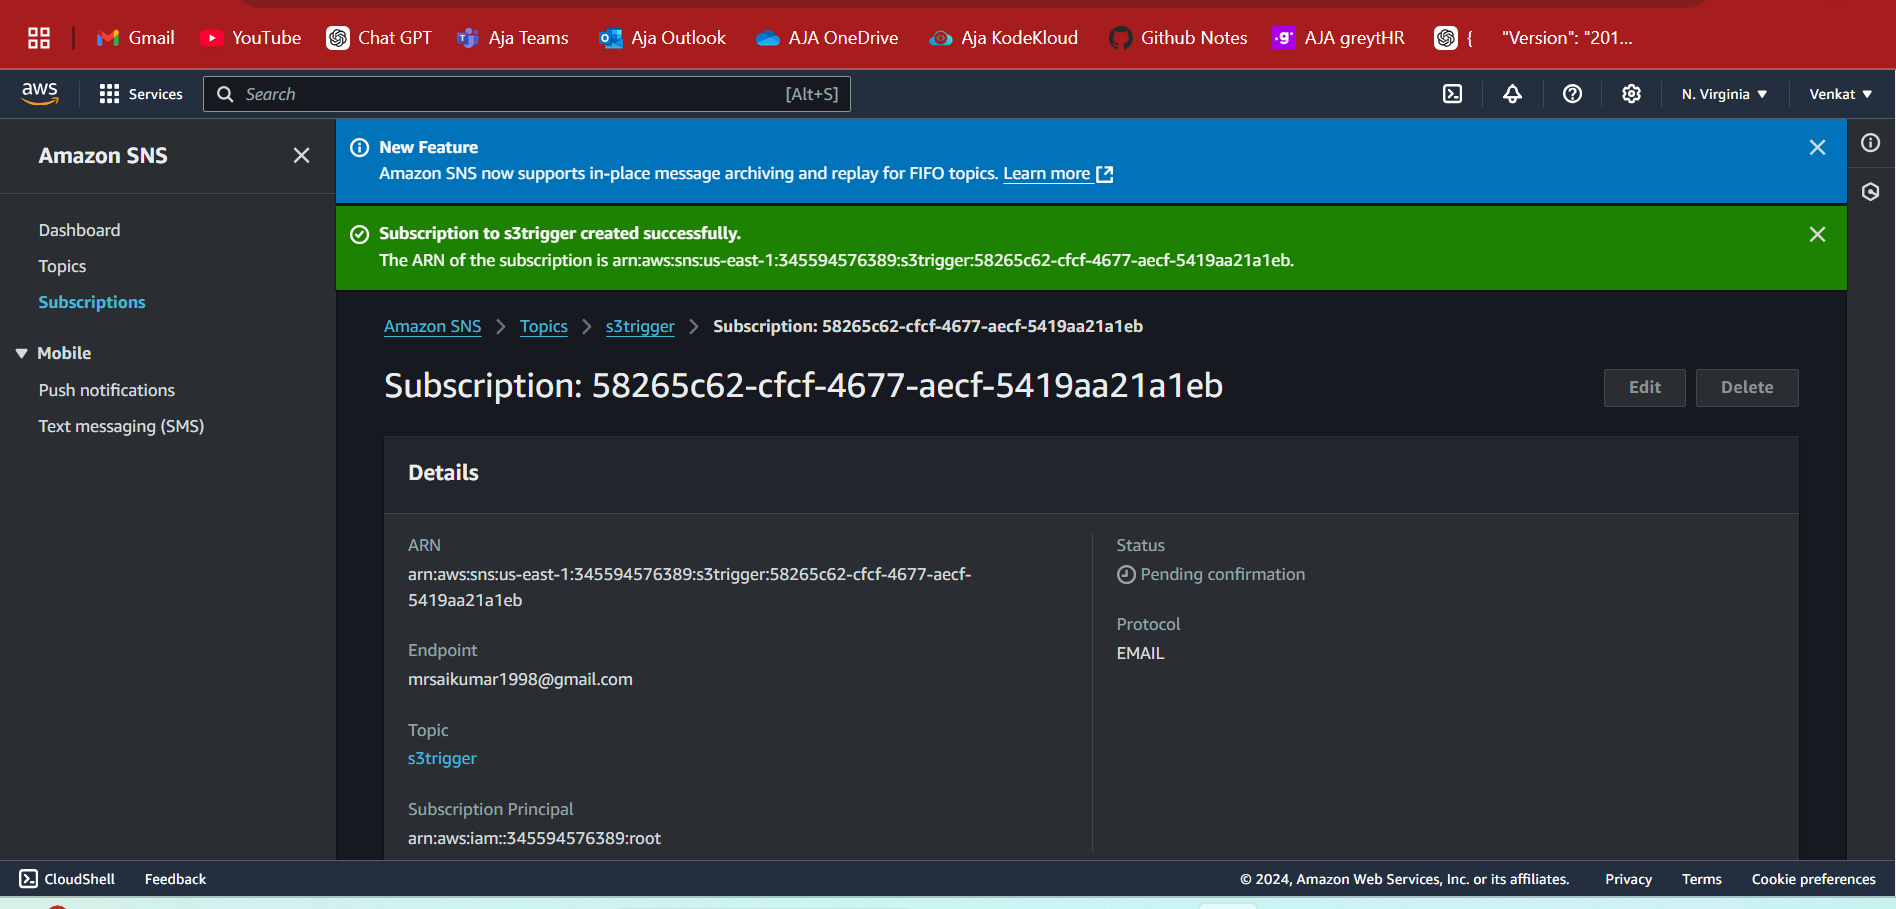 Gmail YouTube Chat GPT Aja Teams Aja Outlook AJA OneDrive Aja KodeKloud Github Notes AJA greytHR { "Version": "201...
aws Services Search [Alt+S] N. Virginia Venkat
Amazon SNS
Dashboard
Topics
Subscriptions
Mobile
Push notifications
Text messaging (SMS)
New Feature
Amazon SNS now supports in-place message archiving and replay for FIFO topics. Learn more
Subscription to s3trigger created successfully.
The ARN of the subscription is arn:aws:sns:us-east-1:345594576389:s3trigger:58265c62-cfcf-4677-aecf-5419aa21a1eb.
Amazon SNS > Topics > s3trigger > Subscription: 58265c62-cfcf-4677-aecf-5419aa21a1eb
Subscription: 58265c62-cfcf-4677-aecf-5419aa21a1eb
Edit Delete
Details
ARN
arn:aws:sns:us-east-1:345594576389:s3trigger:58265c62-cfcf-4677-aecf-
5419aa21a1eb
Endpoint
mrsaikumar1998@gmail.com
Topic
s3trigger
Subscription Principal
arn:aws:iam::345594576389:root
Status
Pending confirmation
Protocol
EMAIL
CloudShell Feedback © 2024, Amazon Web Services, Inc. or its affiliates. Privacy Terms Cookie preferences